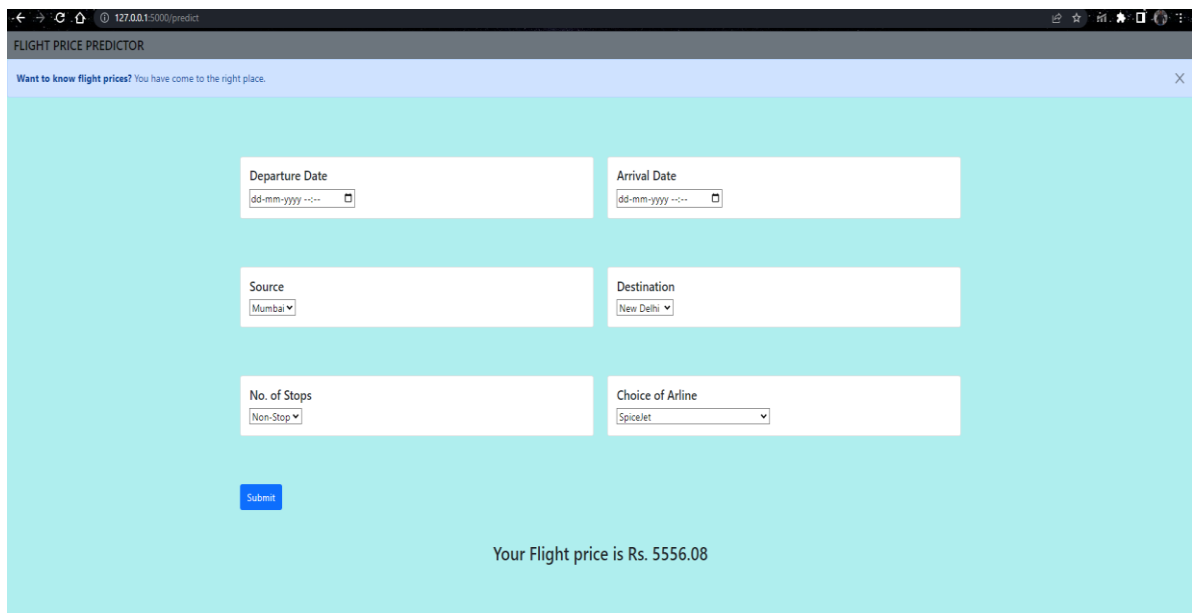 127.0.0.1:5000/predict
FLIGHT PRICE PREDICTOR
Want to know flight prices? You have come to the right place.
Departure Date
dd-mm-yyyy --:--
Arrival Date
dd-mm-yyyy --:--
Source
Mumbai
Destination
New Delhi
No. of Stops
Non-Stop
Choice of Arline
SpiceJet
Submit
Your Flight price is Rs. 5556.08